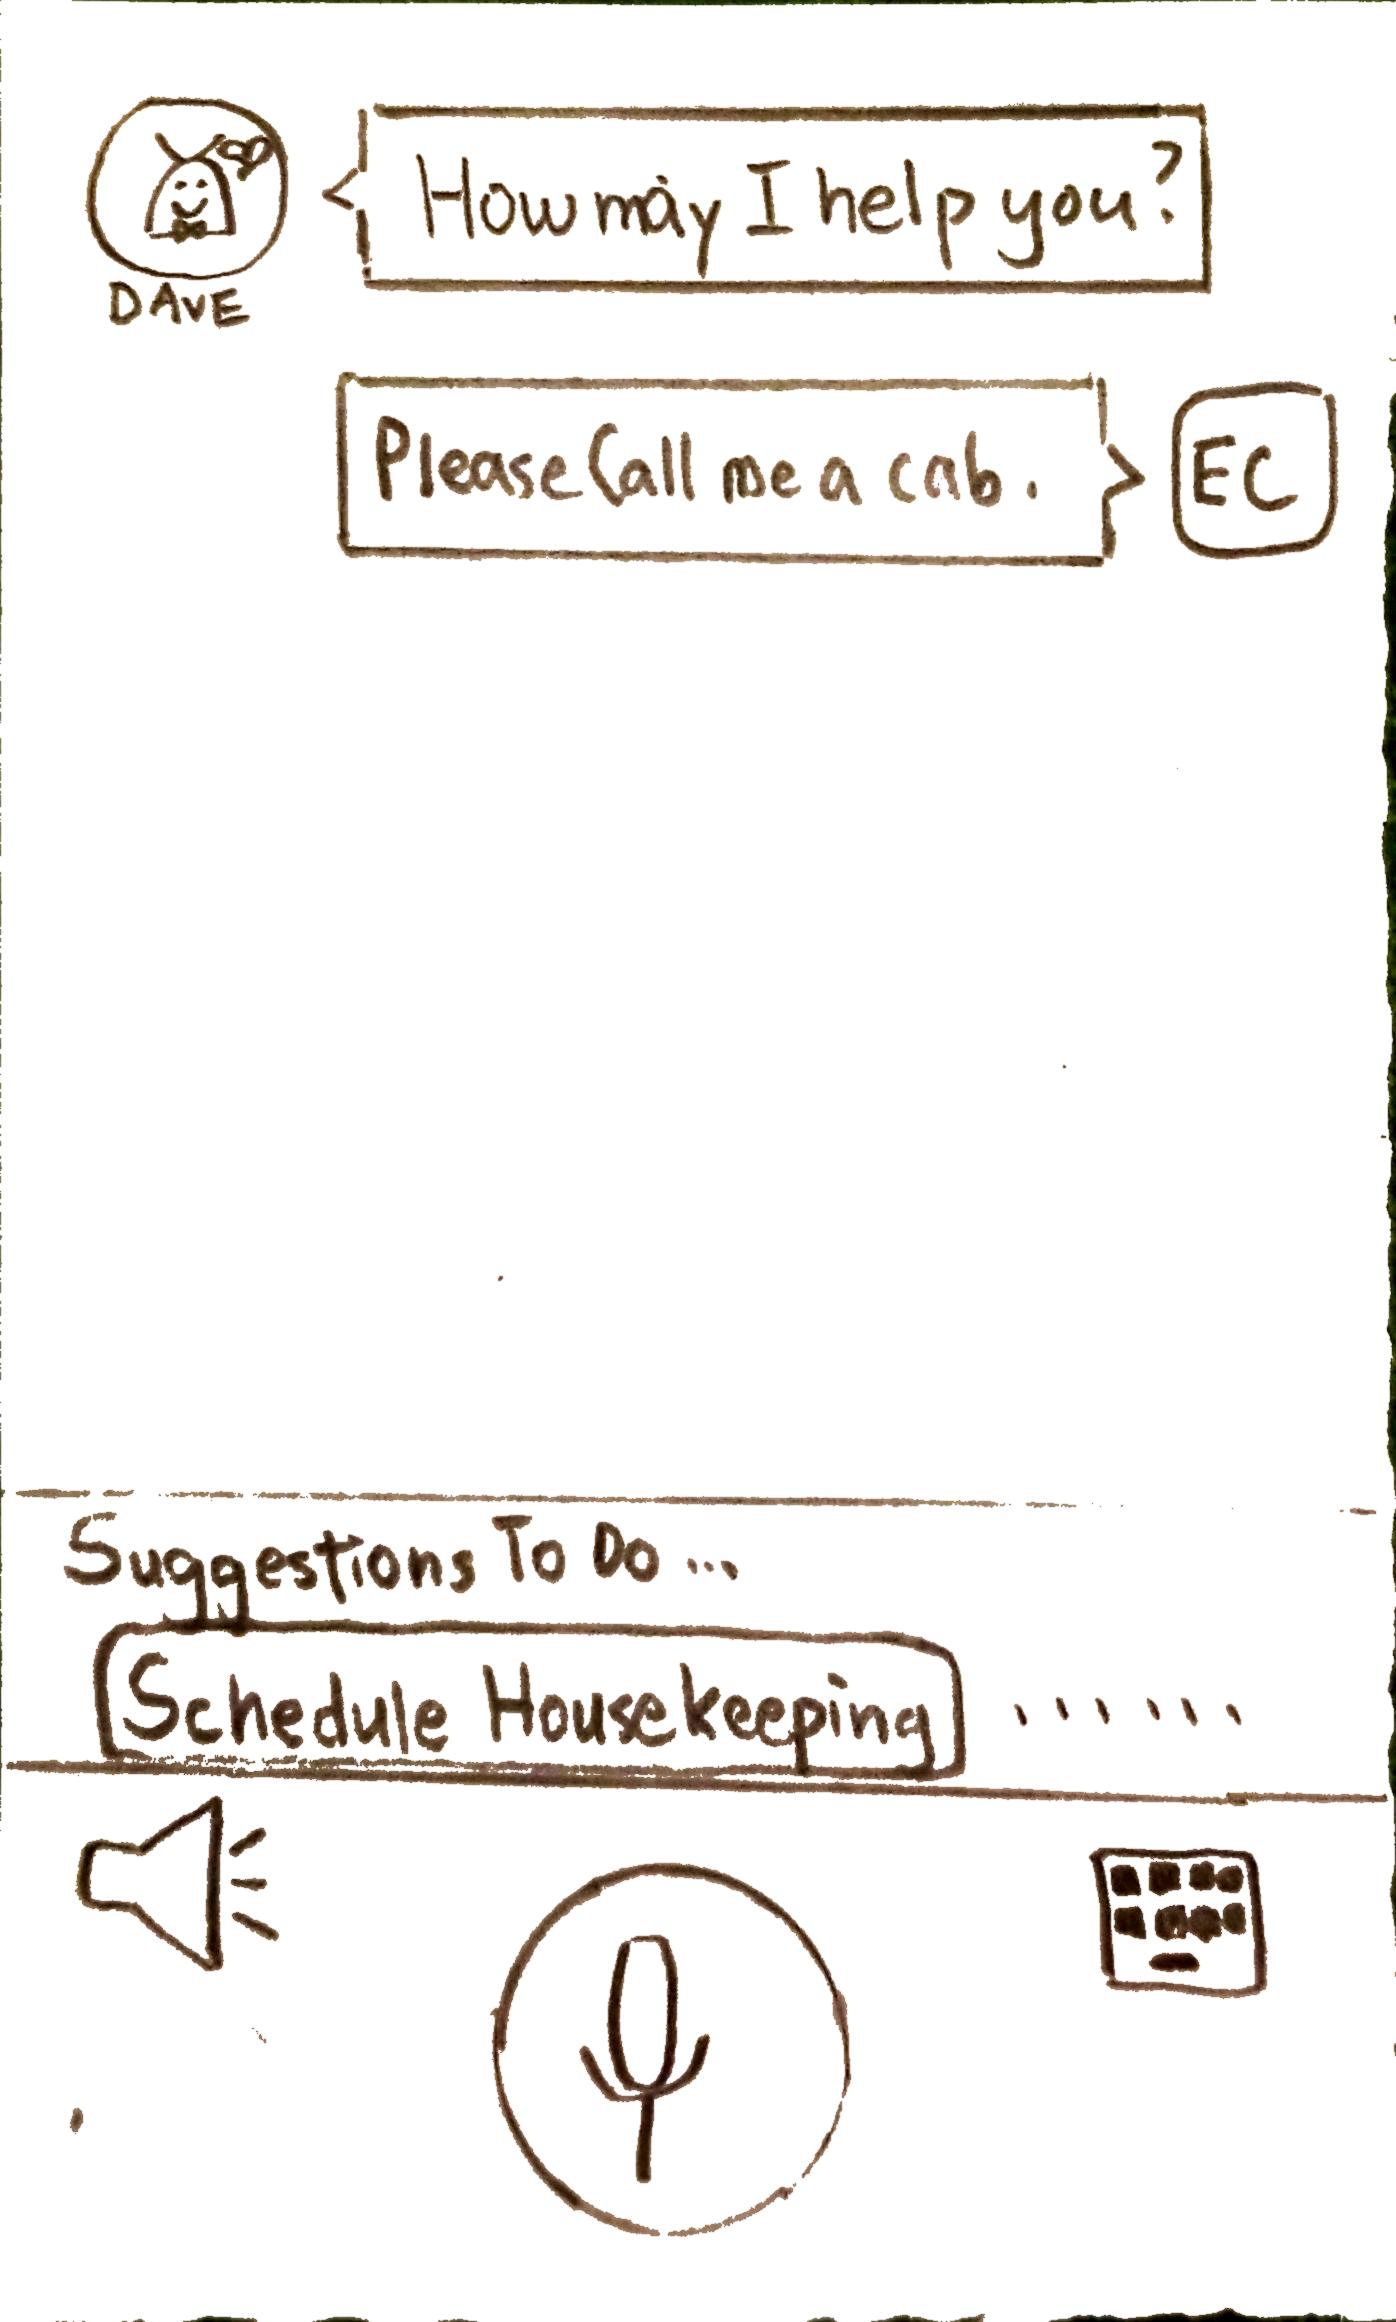 How may I help you?
DAVE
Please Call me a cab.
EC
Suggestions To Do ...
Schedule Housekeeping ......